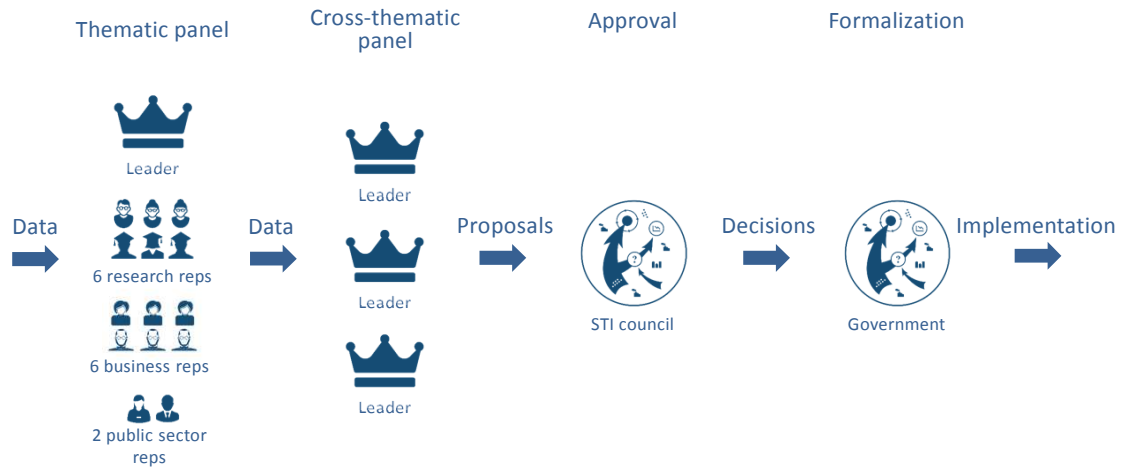 Thematic panel
Cross-thematic
panel
Approval
Formalization
Leader
Leader
Data
Data
Proposals
Decisions
Implementation
6 research reps
Leader
STI council
Government
6 business reps
Leader
2 public sector
reps